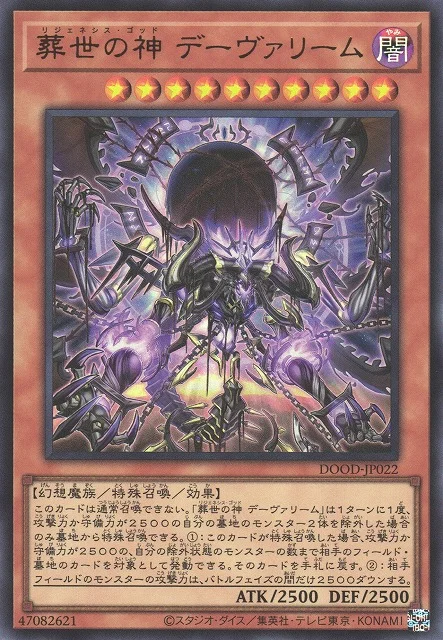 リジェネシス・ゴッド
葬世の神 デーヴァリーム
やみ
闇
DOOD-JP022
【幻想魔族／特殊召喚／効果】
このカードは通常召喚できない。「葬世の神 デーヴァリーム」は1ターンに1度、
攻撃力か守備力が2500の自分の墓地のモンスター2体を除外した場合
のみ墓地から特殊召喚できる。①：このカードが特殊召喚した場合、攻撃力か
守備力が2500の、自分の除外状態のモンスターの数まで相手のフィールド・
墓地のカードを対象として発動できる。そのカードを手札に戻す。②：相手
フィールドのモンスターの攻撃力は、バトルフェイズの間だけ2500ダウンする。
ATK/2500 DEF/2500
47082621
©スタジオ・ダイス／集英社・テレビ東京・KONAMI